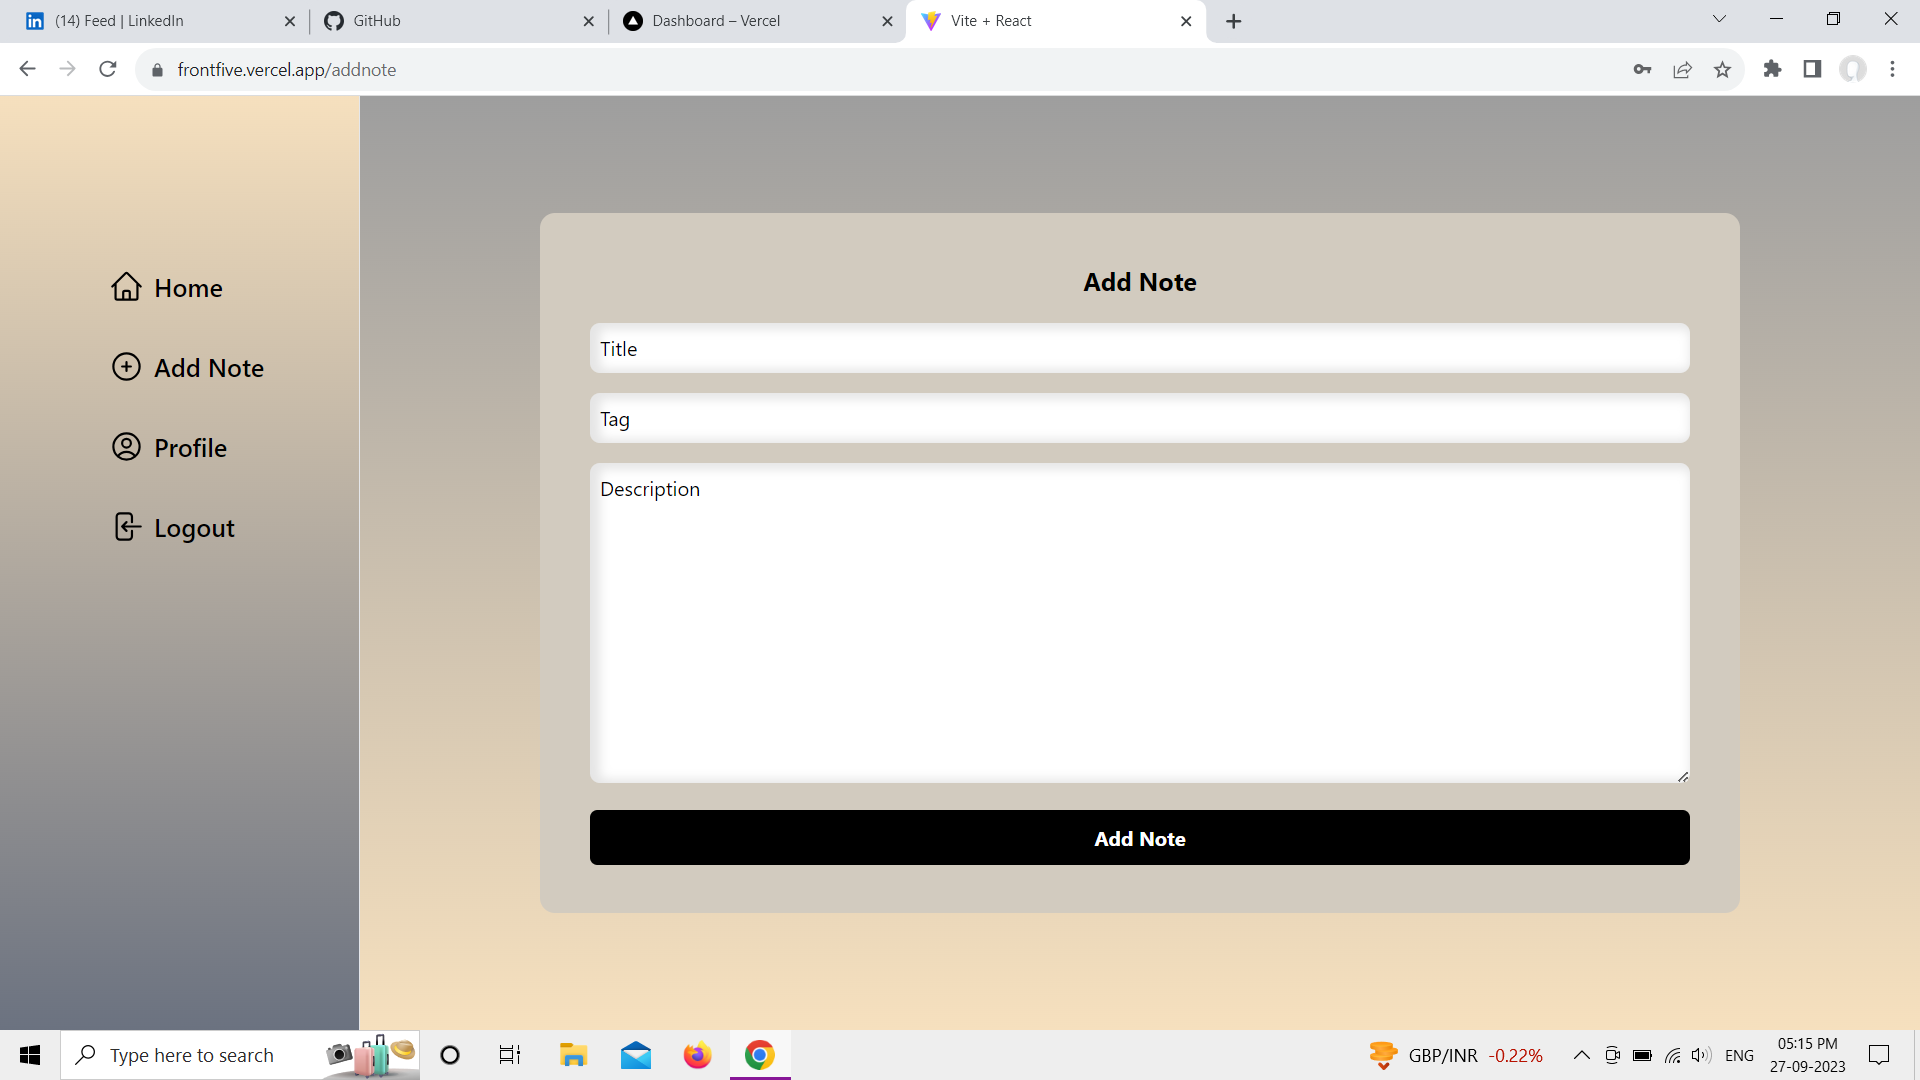 (14) Feed | LinkedIn
GitHub
Dashboard – Vercel
Vite + React
frontfive.vercel.app/addnote
Home
Add Note
Profile
Logout
Add Note
Title
Tag
Description
Add Note
Type here to search
GBP/INR -0.22%
ENG
05:15 PM
27-09-2023